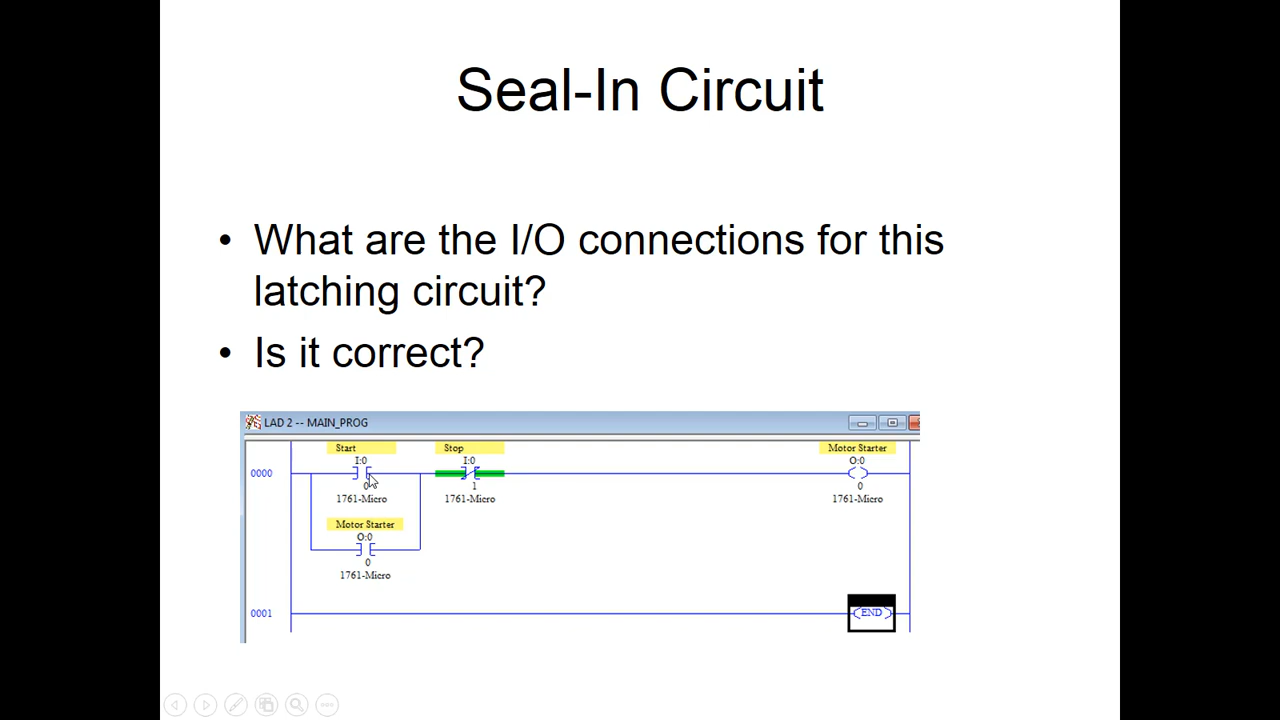 Seal-In Circuit
• What are the I/O connections for this
latching circuit?
• Is it correct?
LAD 2 -- MAIN_PROG
Start
Stop
Motor Starter
I:0
I:0
O:0
0000
0
1
0
1761-Micro
1761-Micro
1761-Micro
Motor Starter
O:0
0
1761-Micro
0001
END